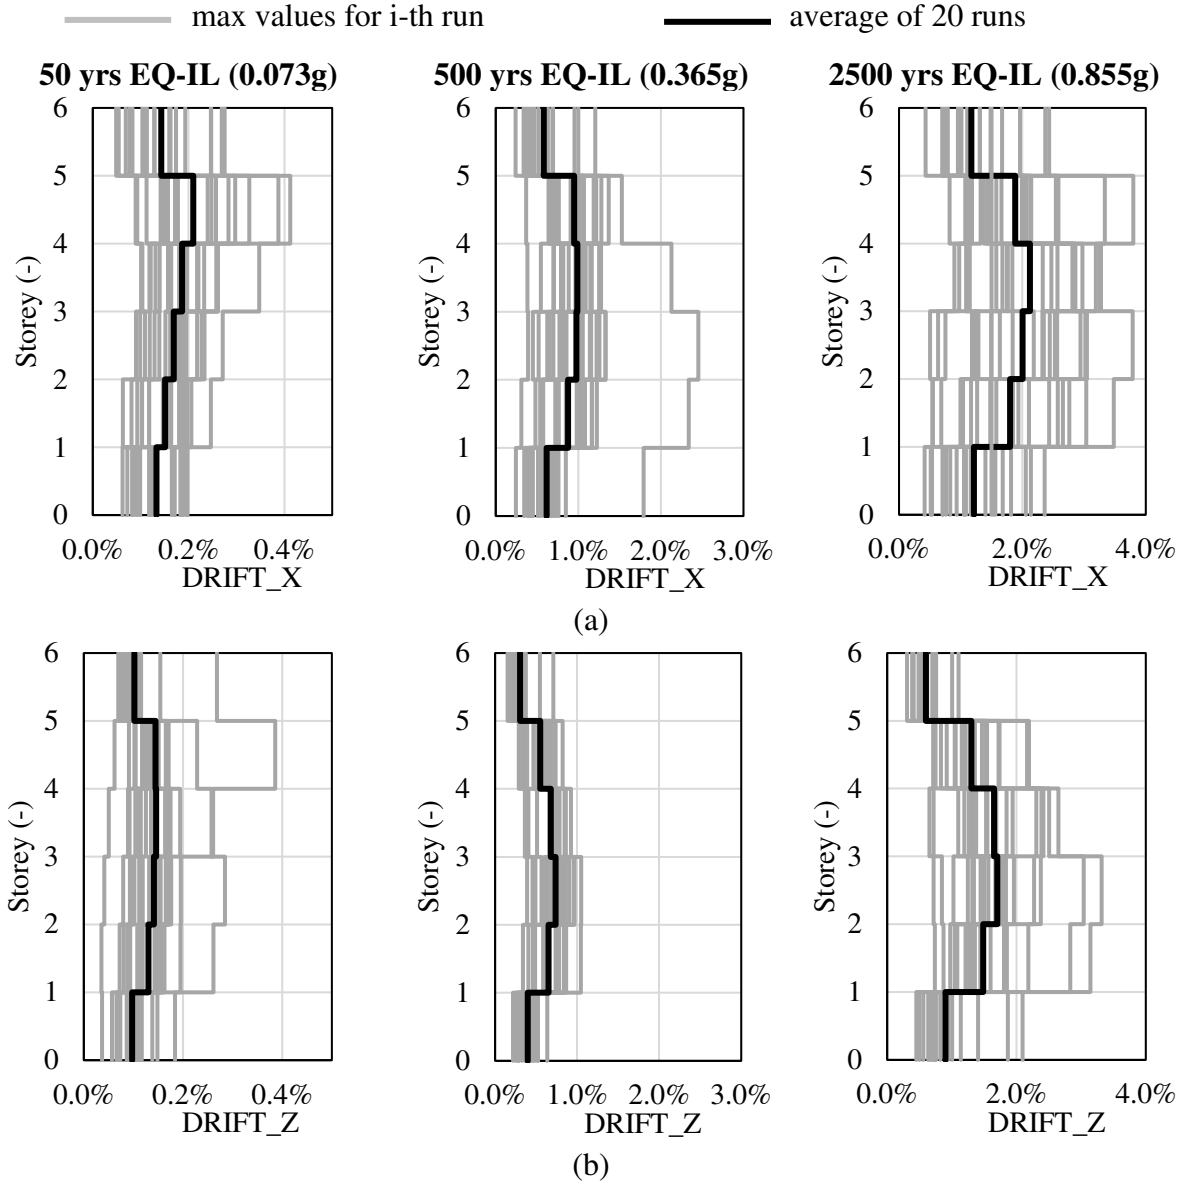 max values for i-th run average of 20 runs
50 yrs EQ-IL (0.073g) 500 yrs EQ-IL (0.365g) 2500 years EQ-IL (0.855g)
6 6 6
5 5 5
4 4 4
Storey (-) Storey (-) Storey (-)
3 3 3
2 2 2
1 1 1
0 0 0
0.0% 0.2% 0.4% 0.0% 1.0% 2.0% 3.0% 0.0% 2.0% 4.0%
DRIFT_X DRIFT_X DRIFT_X
(a)
6 6 6
5 5 5
4 4 4
Storey (-) Storey (-) Storey (-)
3 3 3
2 2 2
1 1 1
0 0 0
0.0% 0.2% 0.4% 0.0% 1.0% 2.0% 3.0% 0.0% 2.0% 4.0%
DRIFT_Z DRIFT_Z DRIFT_Z
(b)